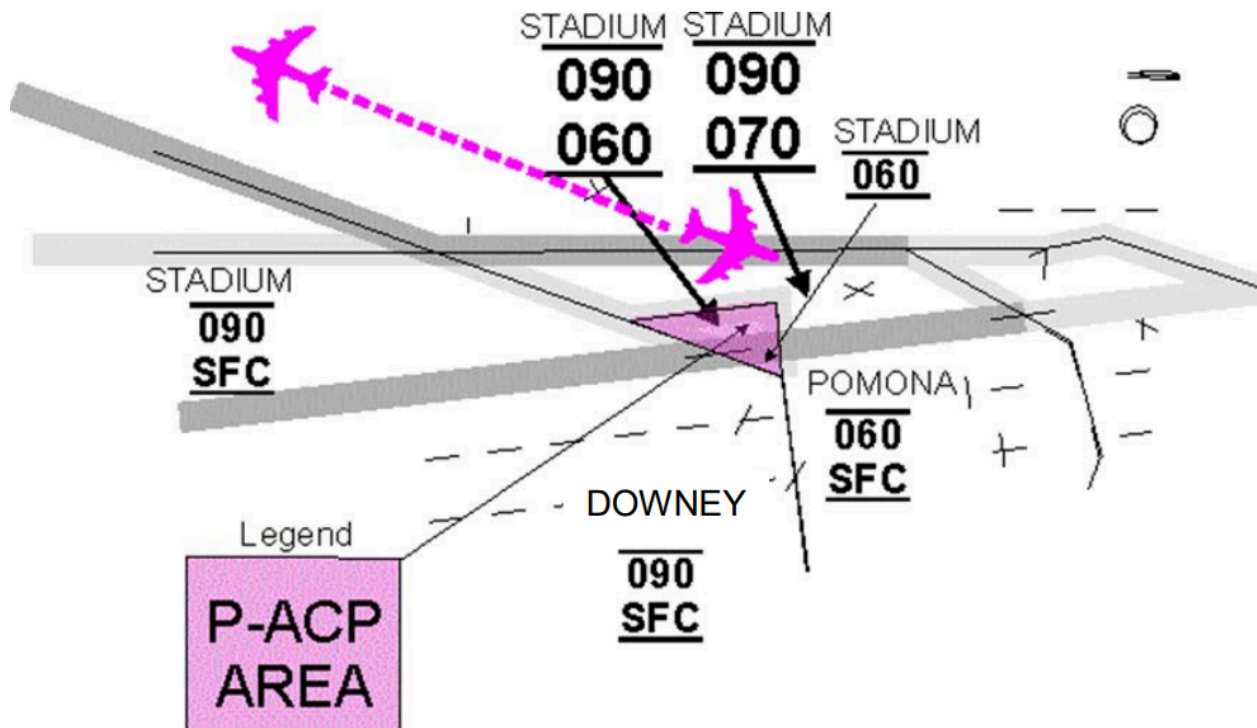 STADIUM
090
060
STADIUM
090
070
STADIUM
060
STADIUM
090
SFC
POMONA
060
SFC
DOWNEY
090
SFC
Legend
P-ACP
AREA